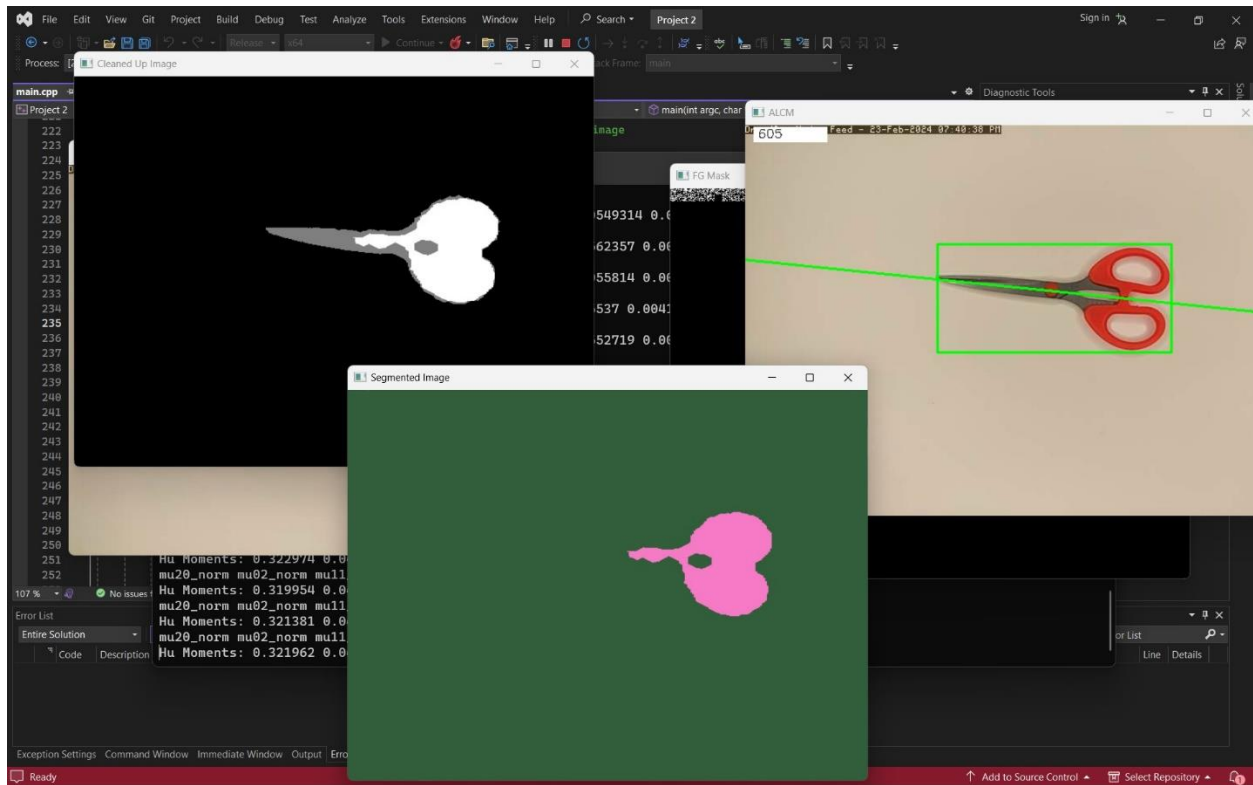 File Edit View Git Project Build Debug Test Analyze Tools Extensions Window Help Search Project 2 Sign in
Release x64 Continue
Process: Cleaned Up Image ack Frame: main
main.cpp Diagnostic Tools
Project 2 main(int argc, char ALCM
222 image
605 Feed - 23-Feb-2024 07:40:38 PM
223
224
225 FG Mask
226
227 549314 0.0
228
229 62357 0.00
230
231 55814 0.00
232
233
234 537 0.0041
235
236 52719 0.00
237
238 Segmented Image
239
240
241
242
243
244
245
246
247
248
249
250
251 Hu Moments: 0.322974 0.0
252 mu20_norm mu02_norm mu11
107 % No issues Hu Moments: 0.319954 0.0
mu20_norm mu02_norm mu11
Error List Hu Moments: 0.321381 0.0
Entire Solution mu20_norm mu02_norm mu11 or List
Code Description Hu Moments: 0.321962 0.0 Line Details
Exception Settings Command Window Immediate Window Output Erro
Ready Add to Source Control Select Repository